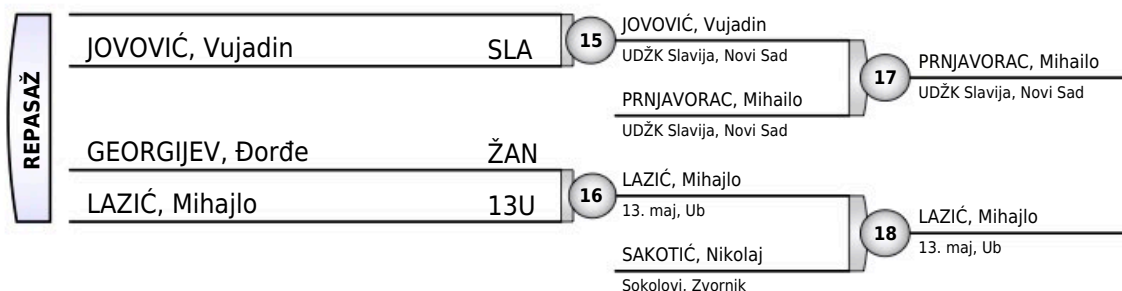 REPASAŽ
JOVOVIĆ, Vujadin SLA
GEORGIJEV, Đorđe ŽAN
LAZIĆ, Mihajlo 13U
15
JOVOVIĆ, Vujadin
UDŽK Slavija, Novi Sad
PRNJAVORAC, Mihailo
UDŽK Slavija, Novi Sad
16
LAZIĆ, Mihajlo
13. maj, Ub
SAKOTIĆ, Nikolaj
Sokolovi, Zvornik
17
PRNJAVORAC, Mihailo
UDŽK Slavija, Novi Sad
18
LAZIĆ, Mihajlo
13. maj, Ub